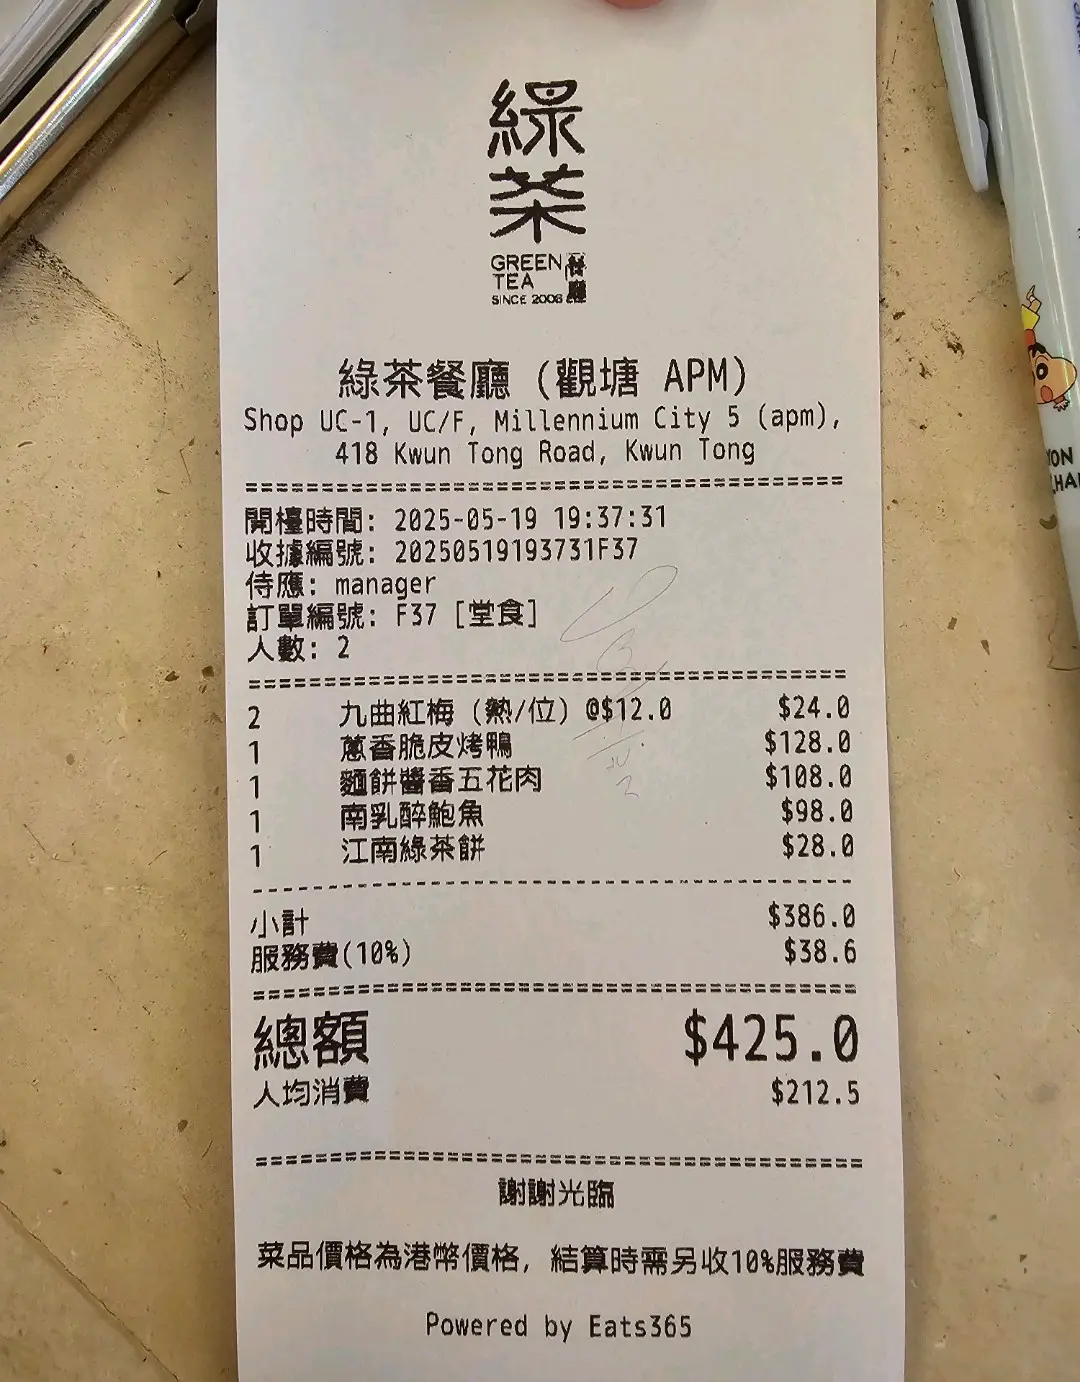 綠
茶
GREEN
TEA
SINCE 2008
餐廳
綠茶餐廳 (觀塘 APM)
Shop UC-1, UC/F, Millennium City 5 (apm),
418 Kwun Tong Road, Kwun Tong
開檯時間: 2025-05-19 19:37:31
收據編號: 20250519193731F37
侍應: manager
訂單編號: F37 [堂食]
人數: 2
2 九曲紅梅 (熱/位) @$12.0 $24.0
1 蔥香脆皮烤鴨 $128.0
1 麵餅醬香五花肉 $108.0
1 南乳醉鮑魚 $98.0
1 江南綠茶餅 $28.0
小計 $386.0
服務費(10%) $38.6
總額 $425.0
人均消費 $212.5
謝謝光臨
菜品價格為港幣價格, 結算時需另收10%服務費
Powered by Eats365